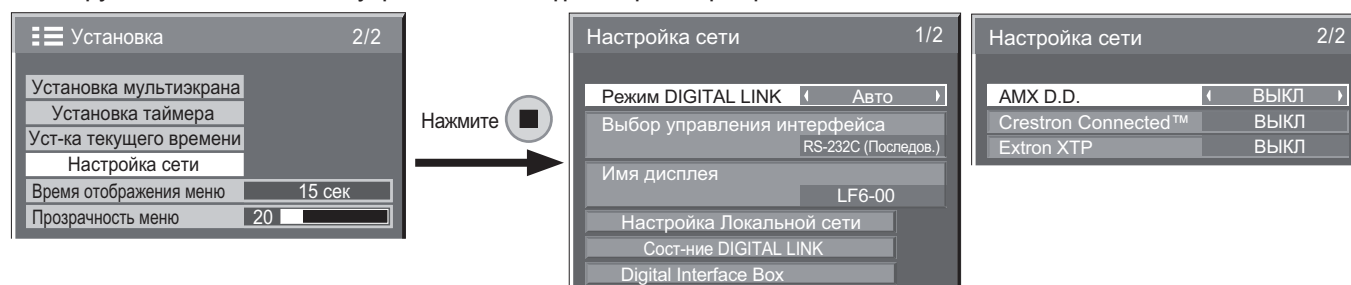 Установка 2/2
Установка мультиэкрана
Установка таймера
Уст-ка текущего времени
Настройка сети
Время отображения меню 15 сек
Прозрачность меню 20
Нажмите
Настройка сети 1/2
Режим DIGITAL LINK Авто
Выбор управления интерфейса
RS-232C (Последов.)
Имя дисплея
LF6-00
Настройка Локальной сети
Сост-ние DIGITAL LINK
Digital Interface Box
Настройка сети 2/2
AMX D.D. ВЫКЛ
Crestron Connected™ ВЫКЛ
Extron XTP ВЫКЛ